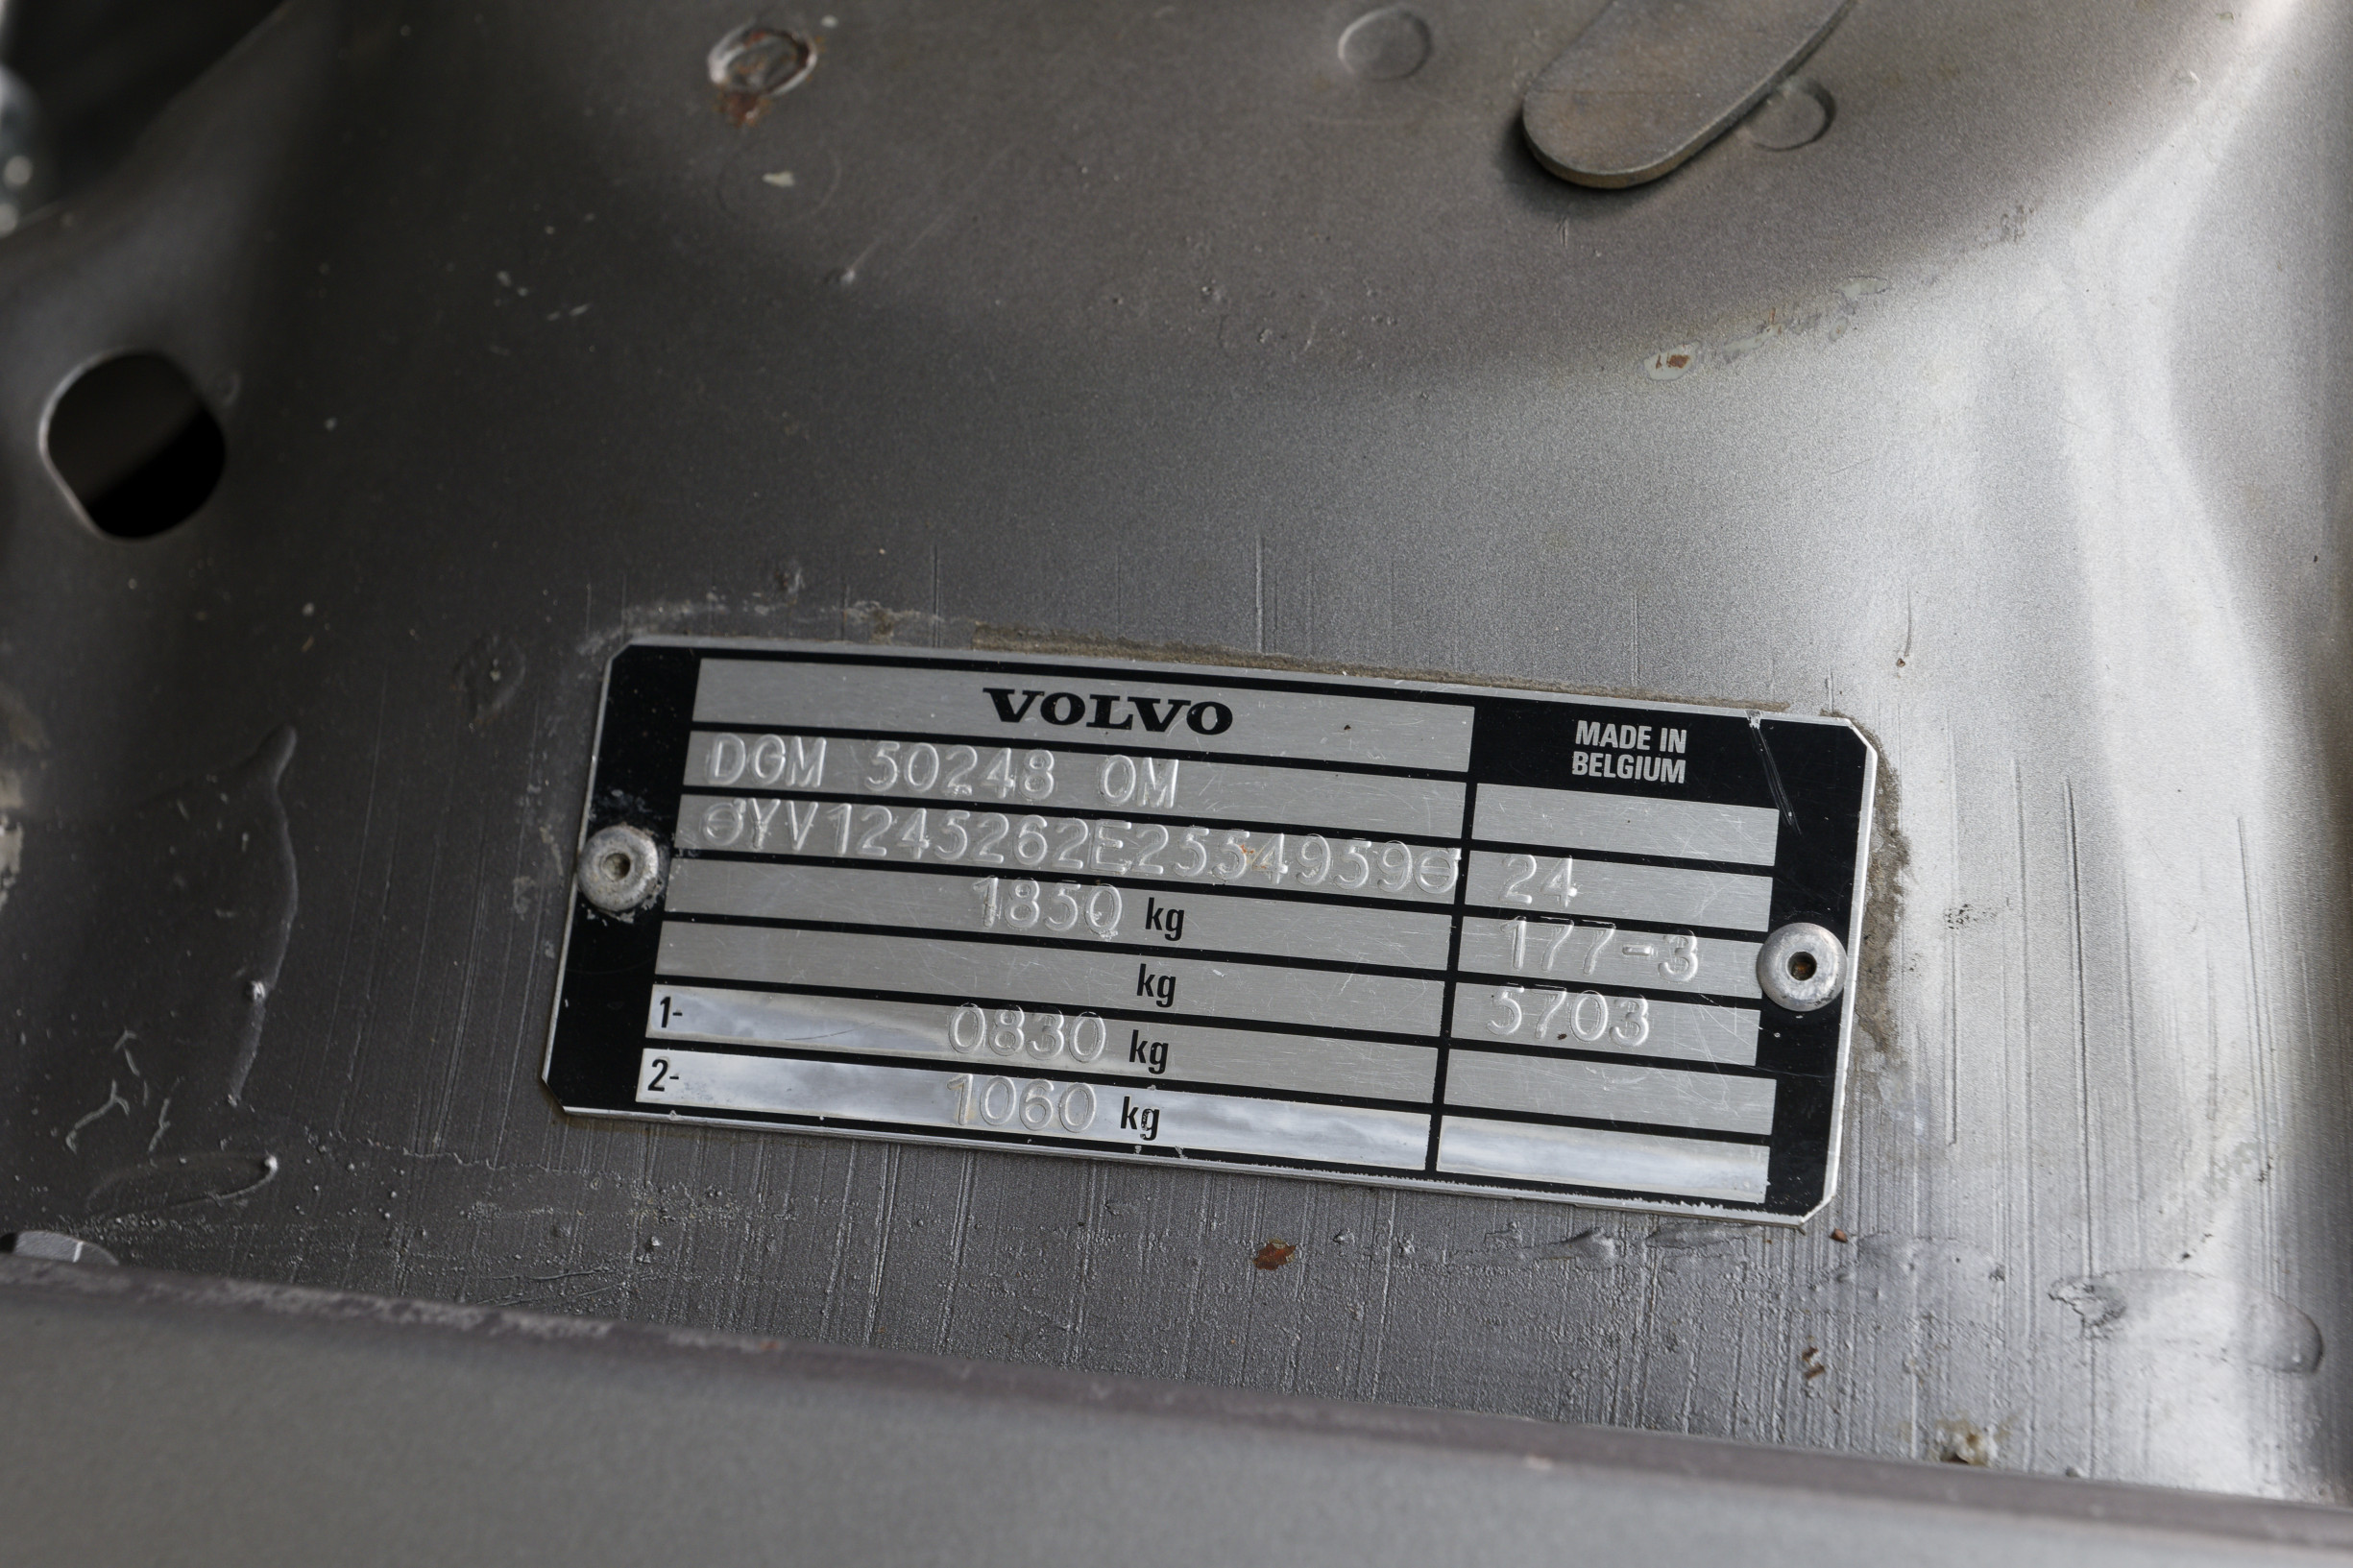 VOLVO
MADE IN
BELGIUM
DGM 50248 OM
⊖YV1245262E2554959⊖
24
1850 kg
177-3
kg
5703
1- 0830 kg
2- 1060 kg